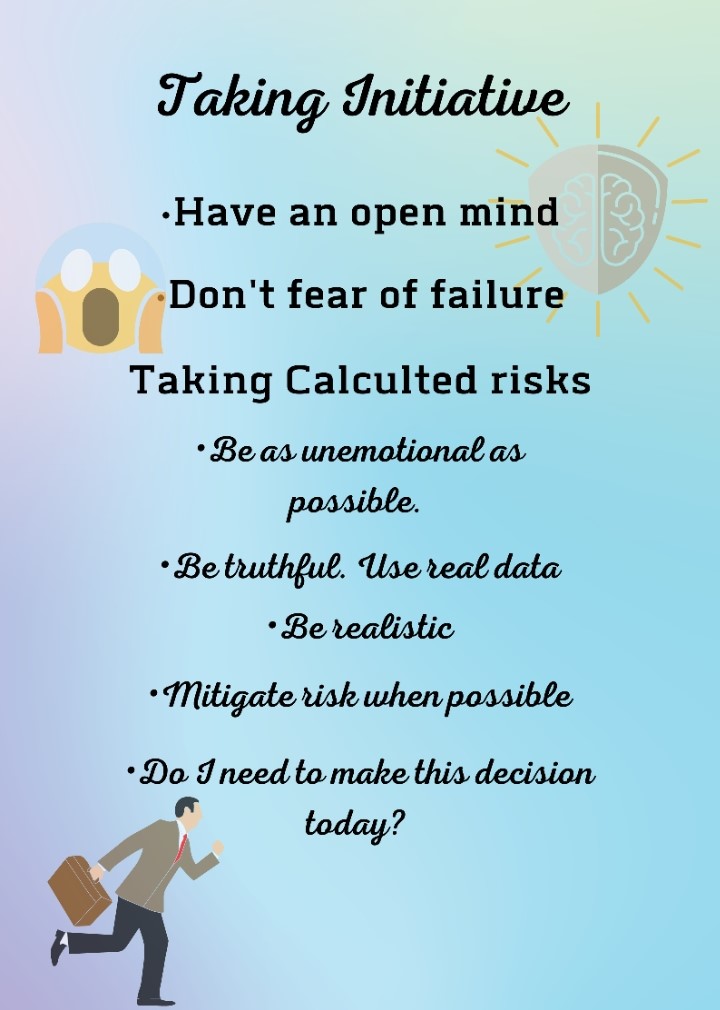 Taking Initiative
•Have an open mind
•Don't fear of failure
Taking Calculted risks
•Be as unemotional as
possible.
•Be truthful. Use real data
•Be realistic
•Mitigate risk when possible
•Do I need to make this decision
today?